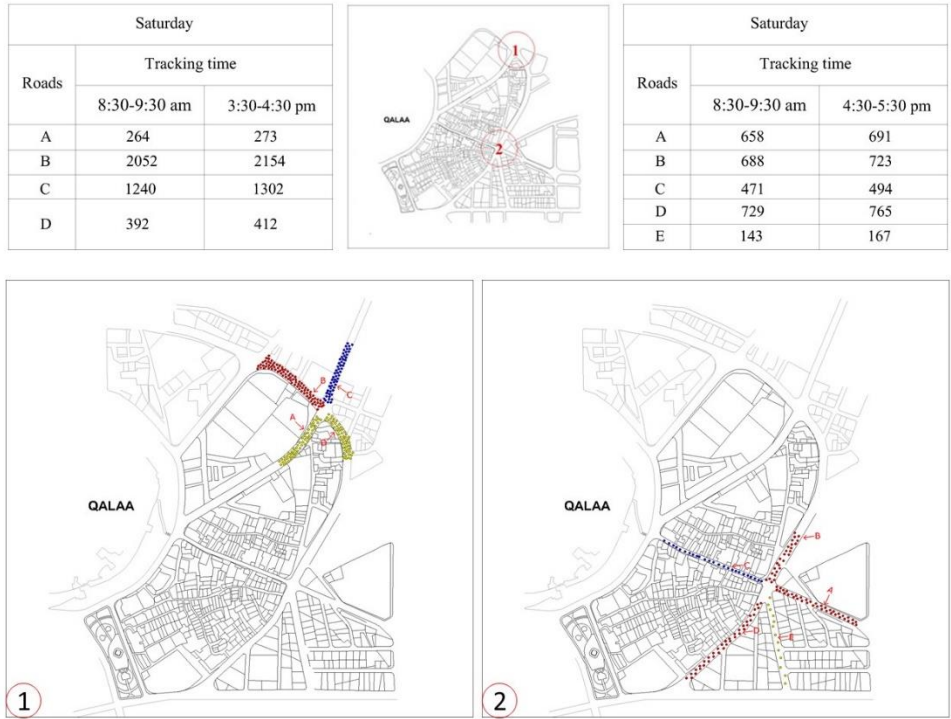 Saturday
Roads Tracking time
8:30-9:30 am 3:30-4:30 pm
A 264 273
B 2052 2154
C 1240 1302
D 392 412
1
QALAA
2
Saturday
Roads Tracking time
8:30-9:30 am 4:30-5:30 pm
A 658 691
B 688 723
C 471 494
D 729 765
E 143 167
B
C
A
D
QALAA
1
B
QALAA
C
A
D
E
2